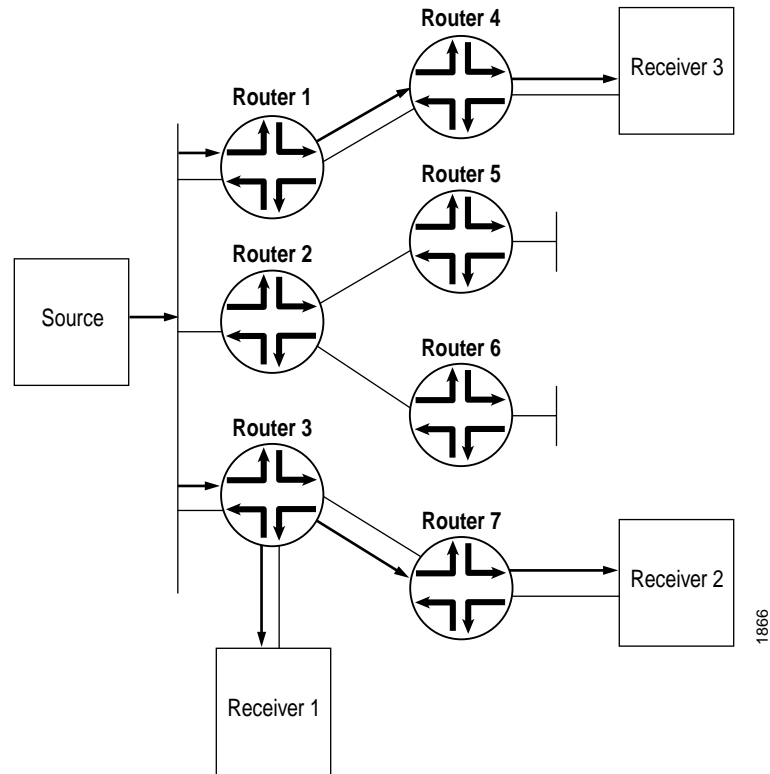 Router 4
Receiver 3
Router 1
Router 5
Router 2
Source
Router 6
Router 3
Router 7
Receiver 2
1866
Receiver 1